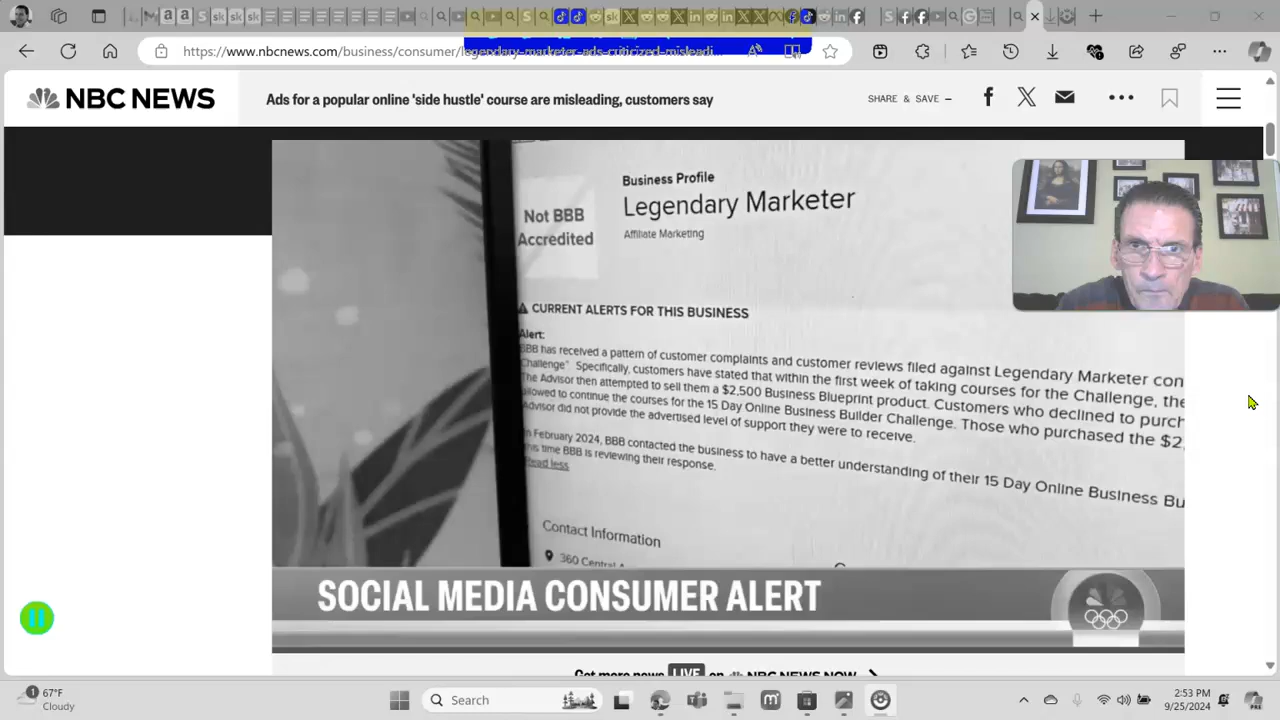 https://www.nbcnews.com/business/consumer/legendary-marketer-ads-criticized-misleadi...
NBC NEWS
Ads for a popular online 'side hustle' course are misleading, customers say
SHARE & SAVE –
Business Profile
Legendary Marketer
Not BBB
Accredited
Affiliate Marketing
CURRENT ALERTS FOR THIS BUSINESS
Alert:
BBB has received a pattern of customer complaints and customer reviews filed against Legendary Marketer con
Challenge" Specifically, customers have stated that within the first week of taking courses for the Challenge, the
The Advisor then attempted to sell them a $2,500 Business Blueprint product. Customers who declined to purch
allowed to continue the courses for the 15 Day Online Business Builder Challenge. Those who purchased the $2,
Advisor did not provide the advertised level of support they were to receive.
In February 2024, BBB contacted the business to have a better understanding of their 15 Day Online Business Bu
this time BBB is reviewing their response.
Read less
Contact Information
360 Central A
SOCIAL MEDIA CONSUMER ALERT
Get more news LIVE on NBC NEWS NOW
1
67°F
Cloudy
Search
2:53 PM
9/25/2024